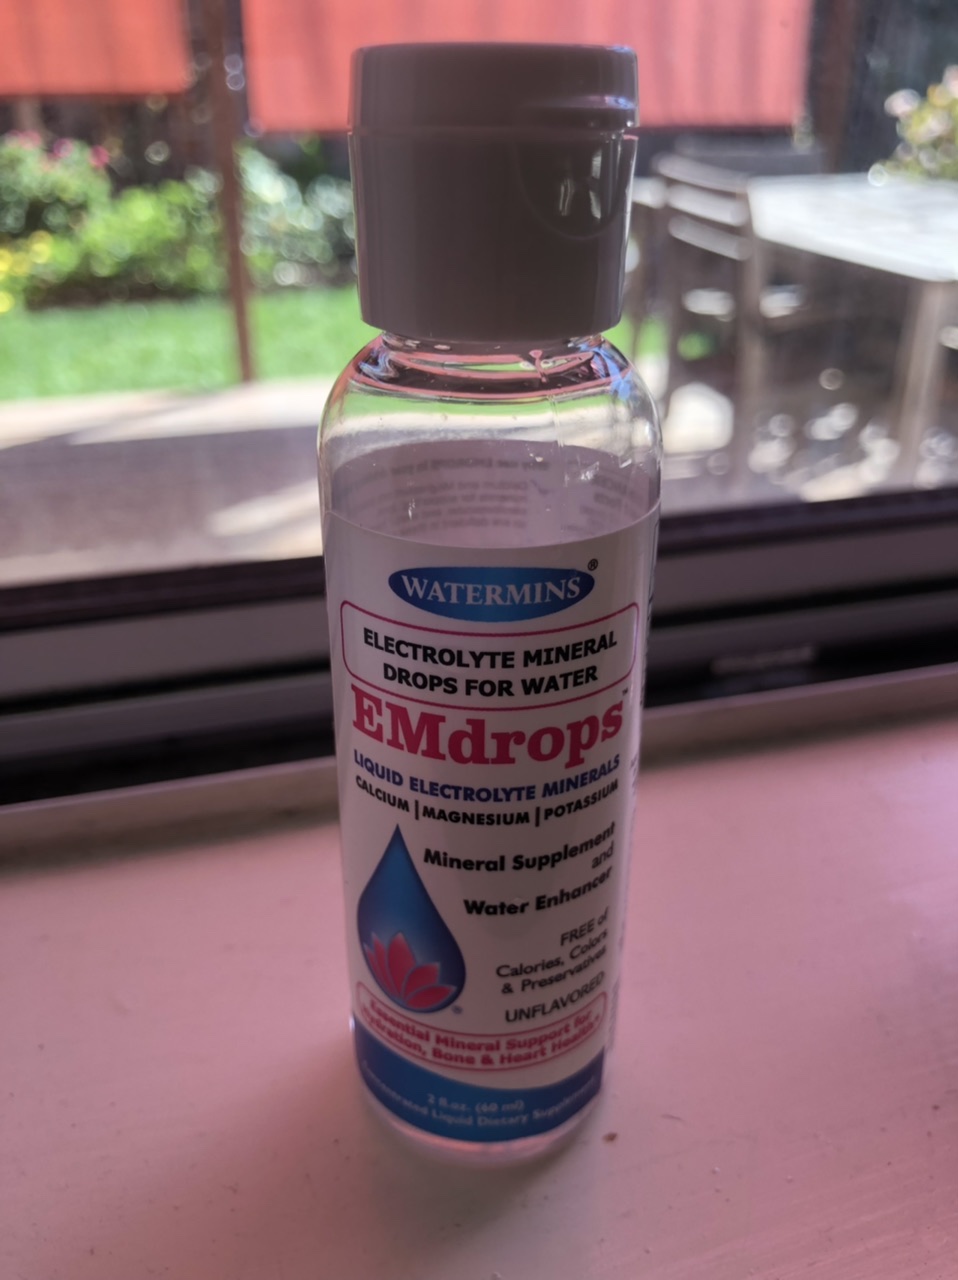 WATERMINS®
ELECTROLYTE MINERAL
DROPS FOR WATER
EMdrops™
LIQUID ELECTROLYTE MINERALS
CALCIUM | MAGNESIUM | POTASSIUM
Mineral Supplement
and
Water Enhancer
FREE of
Calories, Colors
& Preservatives
UNFLAVORED
®
Essential Mineral Support for
Hydration, Bone & Heart Health*
2 fl.oz. (60 ml)
Concentrated Liquid Dietary Supplement